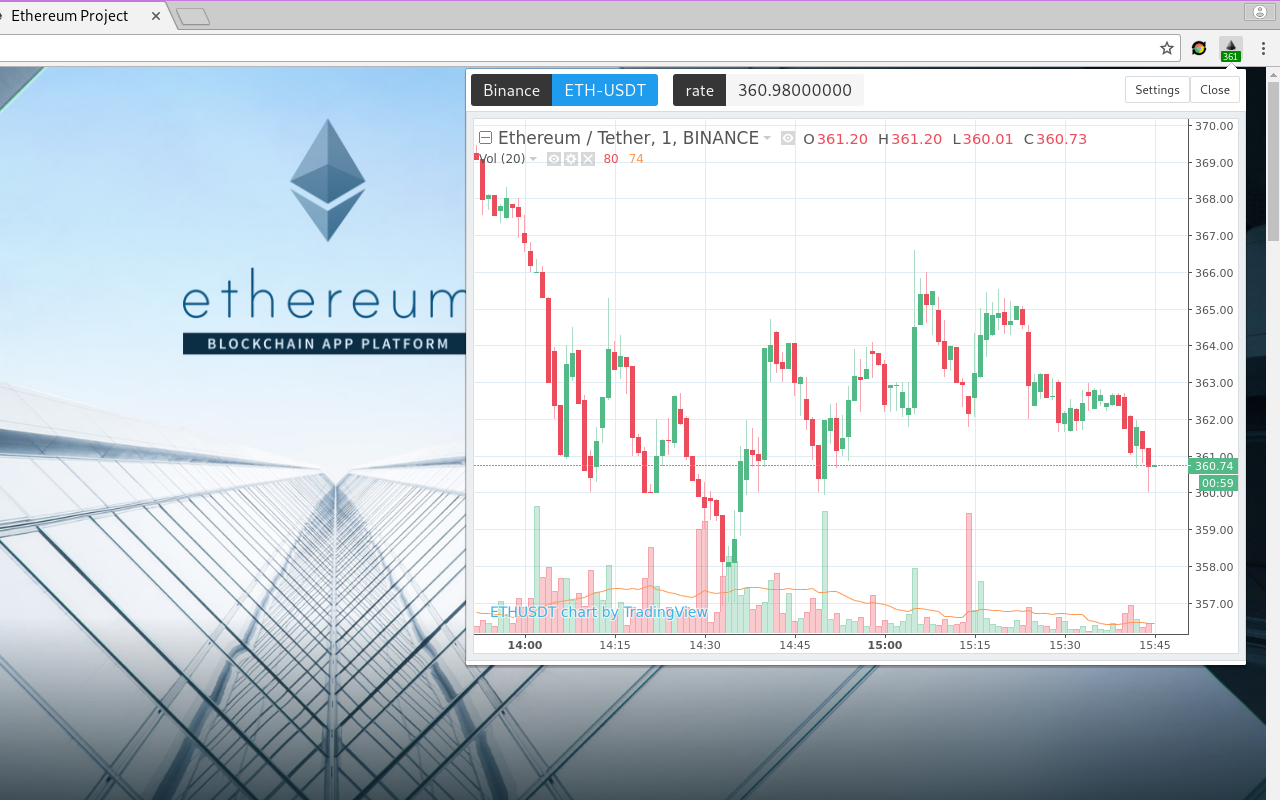 Ethereum Project
361
Binance ETH-USDT rate 360.98000000 Settings Close
Ethereum / Tether, 1, BINANCE O361.20 H361.20 L360.01 C360.73
Vol (20) 80 74
370.00
369.00
368.00
367.00
366.00
365.00
364.00
363.00
362.00
361.00
360.74
00:59
360.00
359.00
358.00
357.00
ethereum
BLOCKCHAIN APP PLATFORM
ETHUSDT chart by TradingView
14:00 14:15 14:30 14:45 15:00 15:15 15:30 15:45